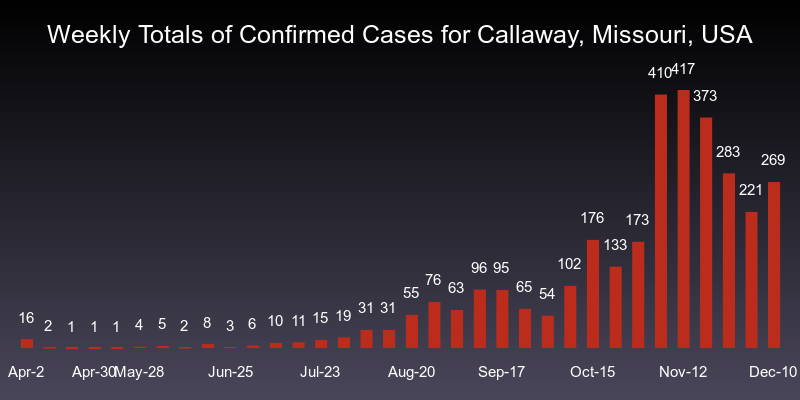 Weekly Totals of Confirmed Cases for Callaway, Missouri, USA
16 2 1 1 1 4 5 2 8 3 6 10 11 15 19 31 31 55 76 63 96 95 65 54 102 176 133 173 410 417 373 283 221 269
Apr-2 Apr-30 May-28 Jun-25 Jul-23 Aug-20 Sep-17 Oct-15 Nov-12 Dec-10